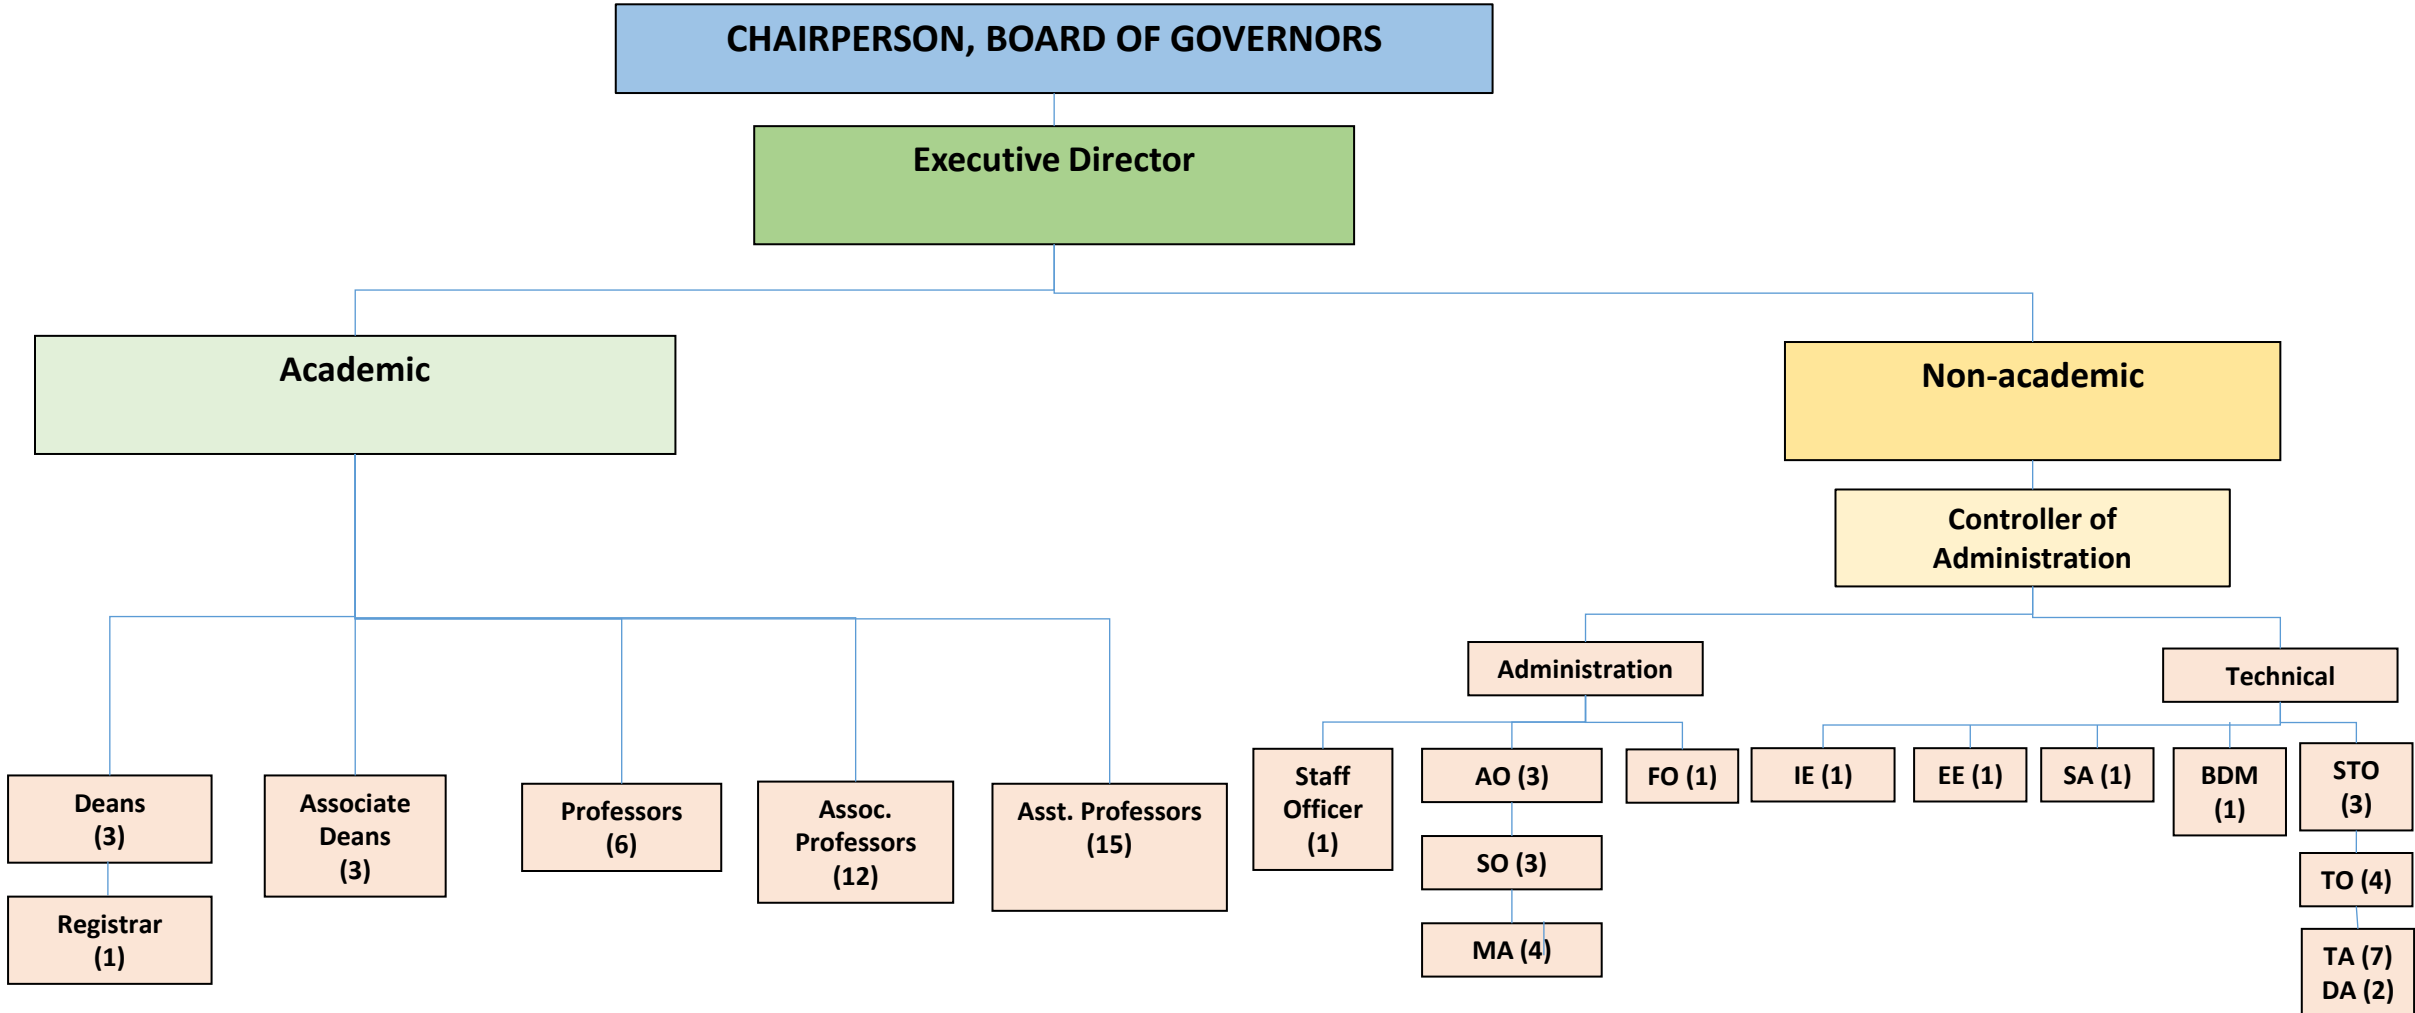 CHAIRPERSON, BOARD OF GOVERNORS
Executive Director
Academic
Non-academic
Controller of
Administration
Administration
Technical
Deans
(3)
Registrar
(1)
Associate
Deans
(3)
Professors
(6)
Assoc.
Professors
(12)
Asst. Professors
(15)
Staff
Officer
(1)
AO (3)
SO (3)
MA (4)
FO (1)
IE (1)
EE (1)
SA (1)
BDM
(1)
STO
(3)
TO (4)
TA (7)
DA (2)